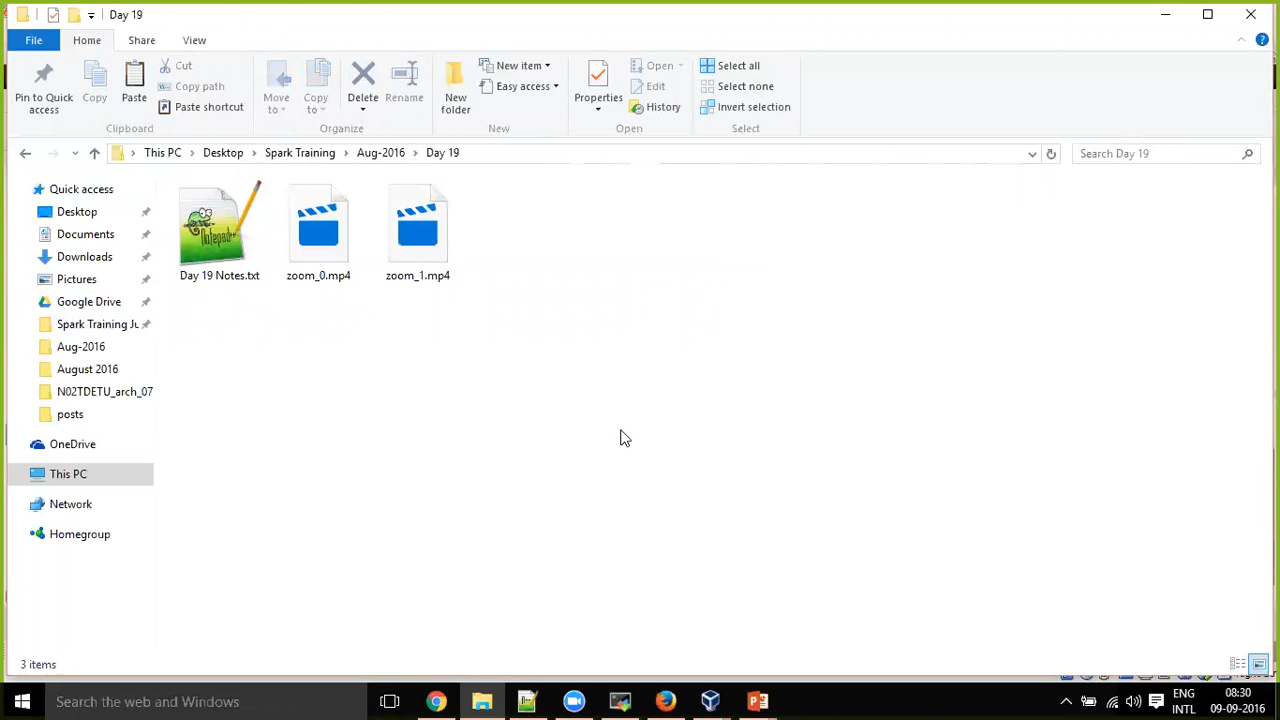 Day 19
File Home Share View
Pin to Quick access
Copy
Paste
Cut
Copy path
Paste shortcut
Clipboard
Move to
Copy to
Delete
Rename
Organize
New folder
New item
Easy access
New
Properties
Open
Edit
History
Open
Select all
Select none
Invert selection
Select
This PC Desktop Spark Training Aug-2016 Day 19
Search Day 19
Quick access
Desktop
Documents
Downloads
Pictures
Google Drive
Spark Training Ju
Aug-2016
August 2016
N02TDETU_arch_07
posts
OneDrive
This PC
Network
Homegroup
Notepad++
Day 19 Notes.txt
zoom_0.mp4
zoom_1.mp4
3 items
Search the web and Windows
ENG
INTL
08:30
09-09-2016